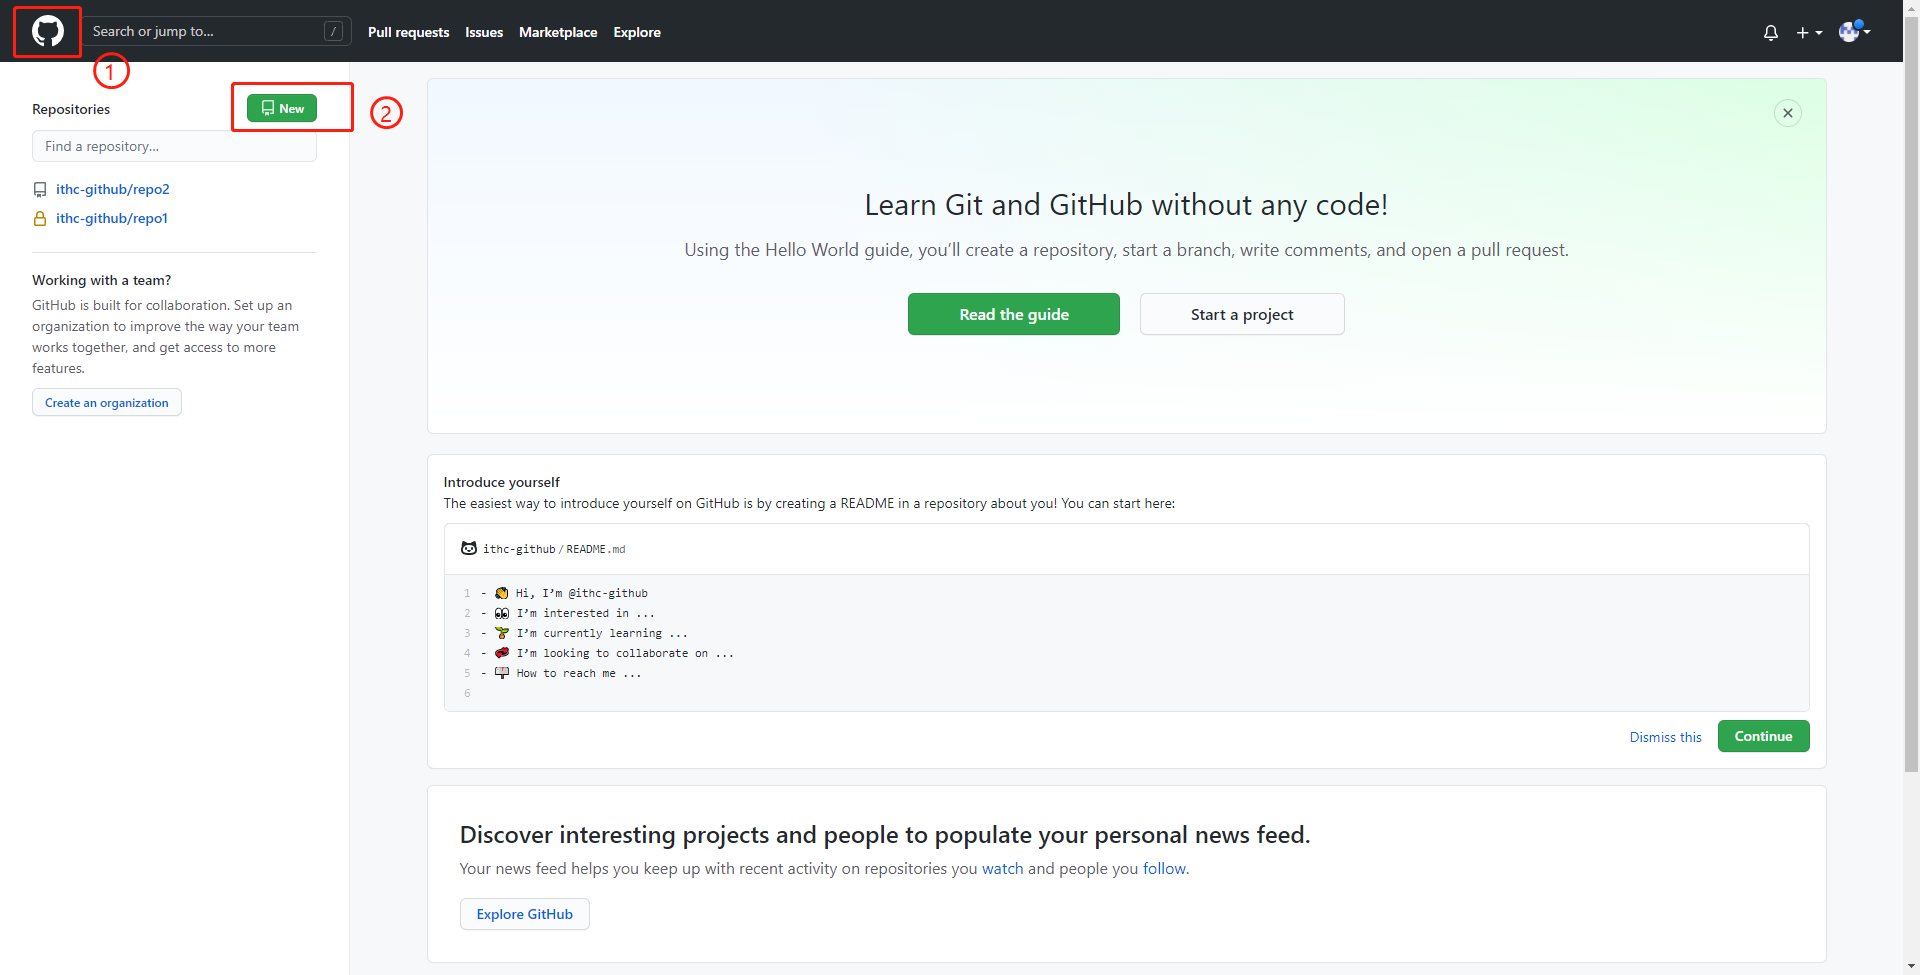 Search or jump to...
/
Pull requests
Issues
Marketplace
Explore
1
Repositories
New
2
Find a repository...
ithc-github/repo2
ithc-github/repo1
Working with a team?
GitHub is built for collaboration. Set up an
organization to improve the way your team
works together, and get access to more
features.
Create an organization
Learn Git and GitHub without any code!
Using the Hello World guide, you’ll create a repository, start a branch, write comments, and open a pull request.
Read the guide
Start a project
Introduce yourself
The easiest way to introduce yourself on GitHub is by creating a README in a repository about you! You can start here:
ithc-github / README.md
1 - 👋 Hi, I’m @ithc-github
2 - 👀 I’m interested in ...
3 - 🌱 I’m currently learning ...
4 - 💞️ I’m looking to collaborate on ...
5 - 📫 How to reach me ...
6
Dismiss this
Continue
Discover interesting projects and people to populate your personal news feed.
Your news feed helps you keep up with recent activity on repositories you watch and people you follow.
Explore GitHub